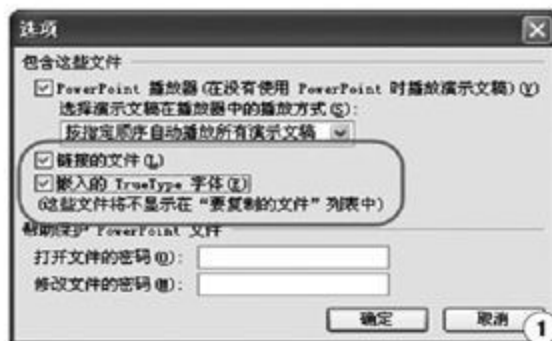 选项
包含这些文件
PowerPoint 播放器(在没有使用 PowerPoint 时播放演示文稿)(V)
选择演示文稿在播放器中的播放方式(S):
按指定顺序自动播放所有演示文稿
链接的文件(L)
嵌入的 TrueType 字体(E)
(这些文件将不显示在“要复制的文件”列表中)
帮助保护 PowerPoint 文件
打开文件的密码(O):
修改文件的密码(M):
确定 取消
1